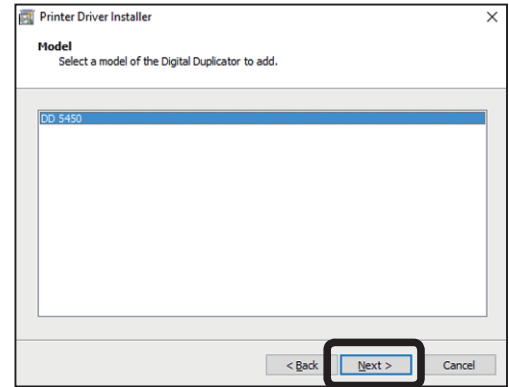 Printer Driver Installer
Model
Select a model of the Digital Duplicator to add.
DD 5450
< Back
Next >
Cancel